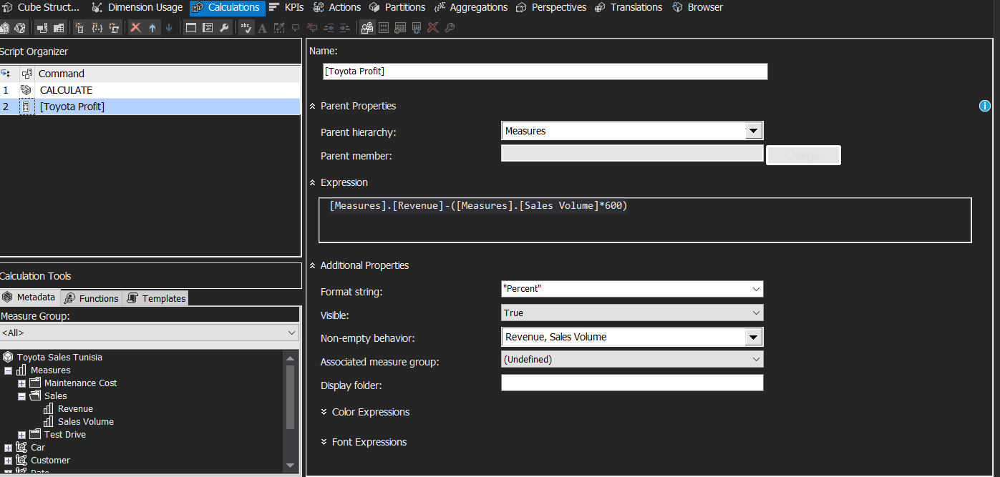 Cube Struct... Dimension Usage Calculations KPIs Actions Partitions Aggregations Perspectives Translations Browser
Script Organizer
Command
1 CALCULATE
2 [Toyota Profit]
Calculation Tools
Metadata Functions Templates
Measure Group:
<All>
Toyota Sales Tunisia
Measures
Maintenance Cost
Sales
Revenue
Sales Volume
Test Drive
Car
Customer
Date
Name:
[Toyota Profit]
Parent Properties
Parent hierarchy: Measures
Parent member:
Expression
[Measures].[Revenue]-([Measures].[Sales Volume]*600)
Additional Properties
Format string: "Percent"
Visible: True
Non-empty behavior: Revenue, Sales Volume
Associated measure group: (Undefined)
Display folder:
Color Expressions
Font Expressions